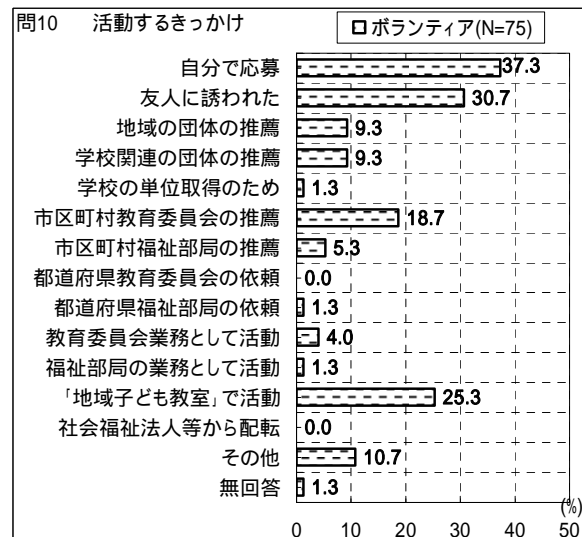 問10 活動するきっかけ
ボランティア(N=75)
自分で応募 37.3
友人に誘われた 30.7
地域の団体の推薦 9.3
学校関連の団体の推薦 9.3
学校の単位取得のため 1.3
市区町村教育委員会の推薦 18.7
市区町村福祉部局の推薦 5.3
都道府県教育委員会の依頼 0.0
都道府県福祉部局の依頼 1.3
教育委員会業務として活動 4.0
福祉部局の業務として活動 1.3
「地域子ども教室」で活動 25.3
社会福祉法人等から配転 0.0
その他 10.7
無回答 1.3
(%)
0 10 20 30 40 50